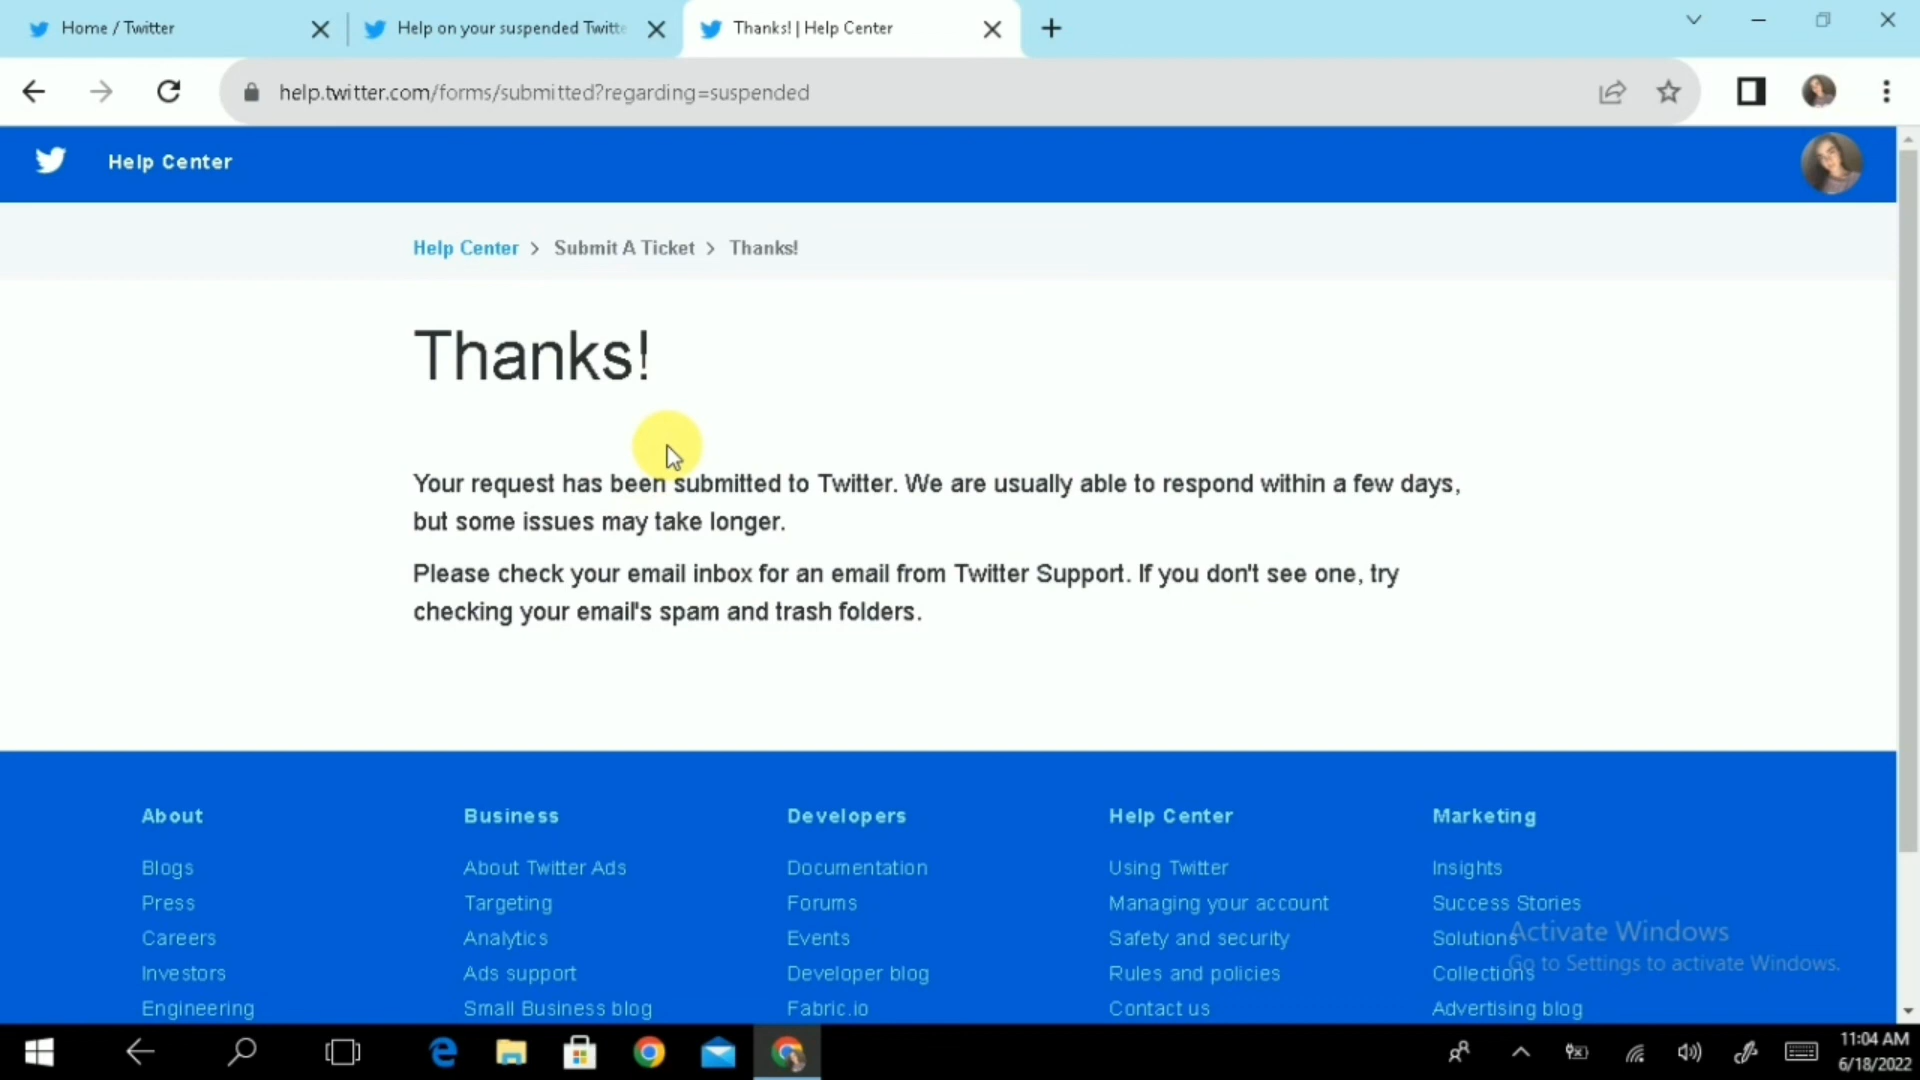 Home / Twitter
Help on your suspended Twitte
Thanks! | Help Center
help.twitter.com/forms/submitted?regarding=suspended
Help Center
Help Center > Submit A Ticket > Thanks!
Thanks!
Your request has been submitted to Twitter. We are usually able to respond within a few days,
but some issues may take longer.
Please check your email inbox for an email from Twitter Support. If you don't see one, try
checking your email's spam and trash folders.
About
Blogs
Press
Careers
Investors
Engineering
Business
About Twitter Ads
Targeting
Analytics
Ads support
Small Business blog
Developers
Documentation
Forums
Events
Developer blog
Fabric.io
Help Center
Using Twitter
Managing your account
Safety and security
Rules and policies
Contact us
Marketing
Insights
Success Stories
Solutions
Collections
Advertising blog
Activate Windows
Go to Settings to activate Windows.
11:04 AM
6/18/2022